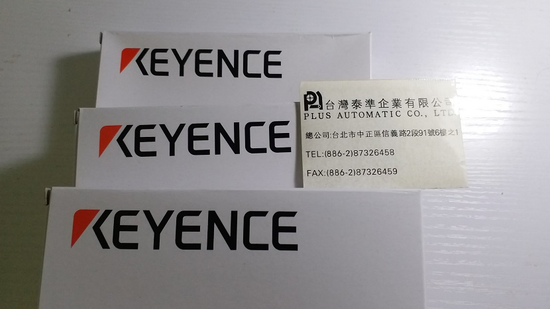 KEYENCE
KEYENCE
KEYENCE
台灣泰準企業有限公
PLUS AUTOMATIC CO., LTD
總公司:台北市中正區信義路2段91號6樓之1
TEL:(886-2)87326458
FAX:(886-2)87326459